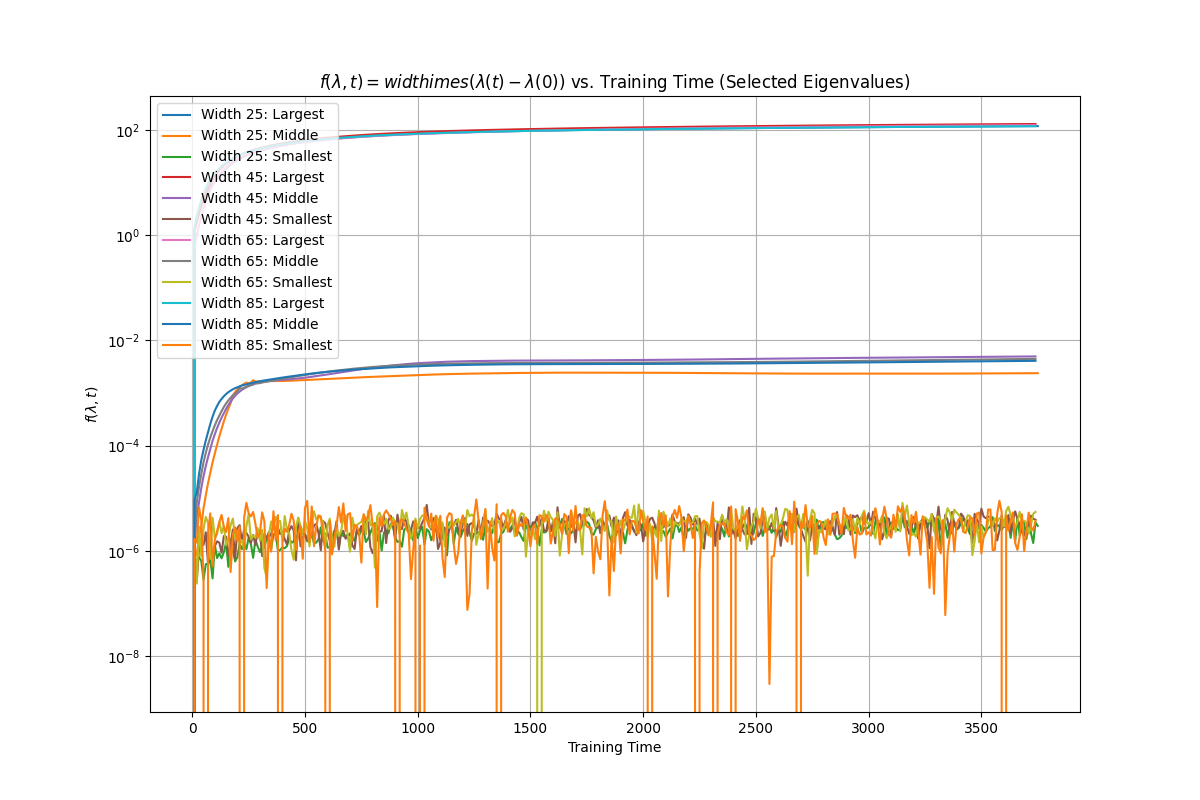 f(λ, t) = widthimes(λ(t) − λ(0)) vs. Training Time (Selected Eigenvalues)
Width 25: Largest
Width 25: Middle
Width 25: Smallest
Width 45: Largest
Width 45: Middle
Width 45: Smallest
Width 65: Largest
Width 65: Middle
Width 65: Smallest
Width 85: Largest
Width 85: Middle
Width 85: Smallest
10²
10⁰
10⁻²
10⁻⁴
10⁻⁶
10⁻⁸
f(λ, t)
0 500 1000 1500 2000 2500 3000 3500
Training Time